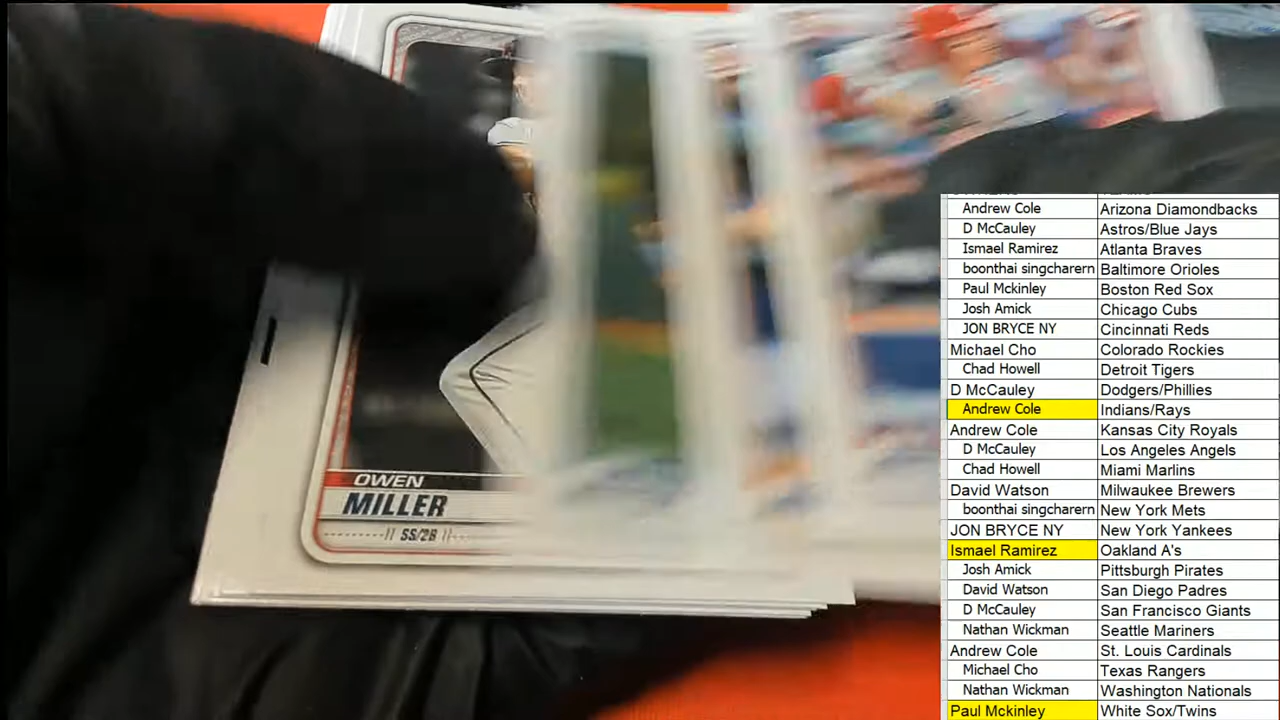 OWEN
MILLER
SS/2B
Andrew Cole Arizona Diamondbacks
D McCauley Astros/Blue Jays
Ismael Ramirez Atlanta Braves
boonthai singcharern Baltimore Orioles
Paul Mckinley Boston Red Sox
Josh Amick Chicago Cubs
JON BRYCE NY Cincinnati Reds
Michael Cho Colorado Rockies
Chad Howell Detroit Tigers
D McCauley Dodgers/Phillies
Andrew Cole Indians/Rays
Andrew Cole Kansas City Royals
D McCauley Los Angeles Angels
Chad Howell Miami Marlins
David Watson Milwaukee Brewers
boonthai singcharern New York Mets
JON BRYCE NY New York Yankees
Ismael Ramirez Oakland A's
Josh Amick Pittsburgh Pirates
David Watson San Diego Padres
D McCauley San Francisco Giants
Nathan Wickman Seattle Mariners
Andrew Cole St. Louis Cardinals
Michael Cho Texas Rangers
Nathan Wickman Washington Nationals
Paul Mckinley White Sox/Twins